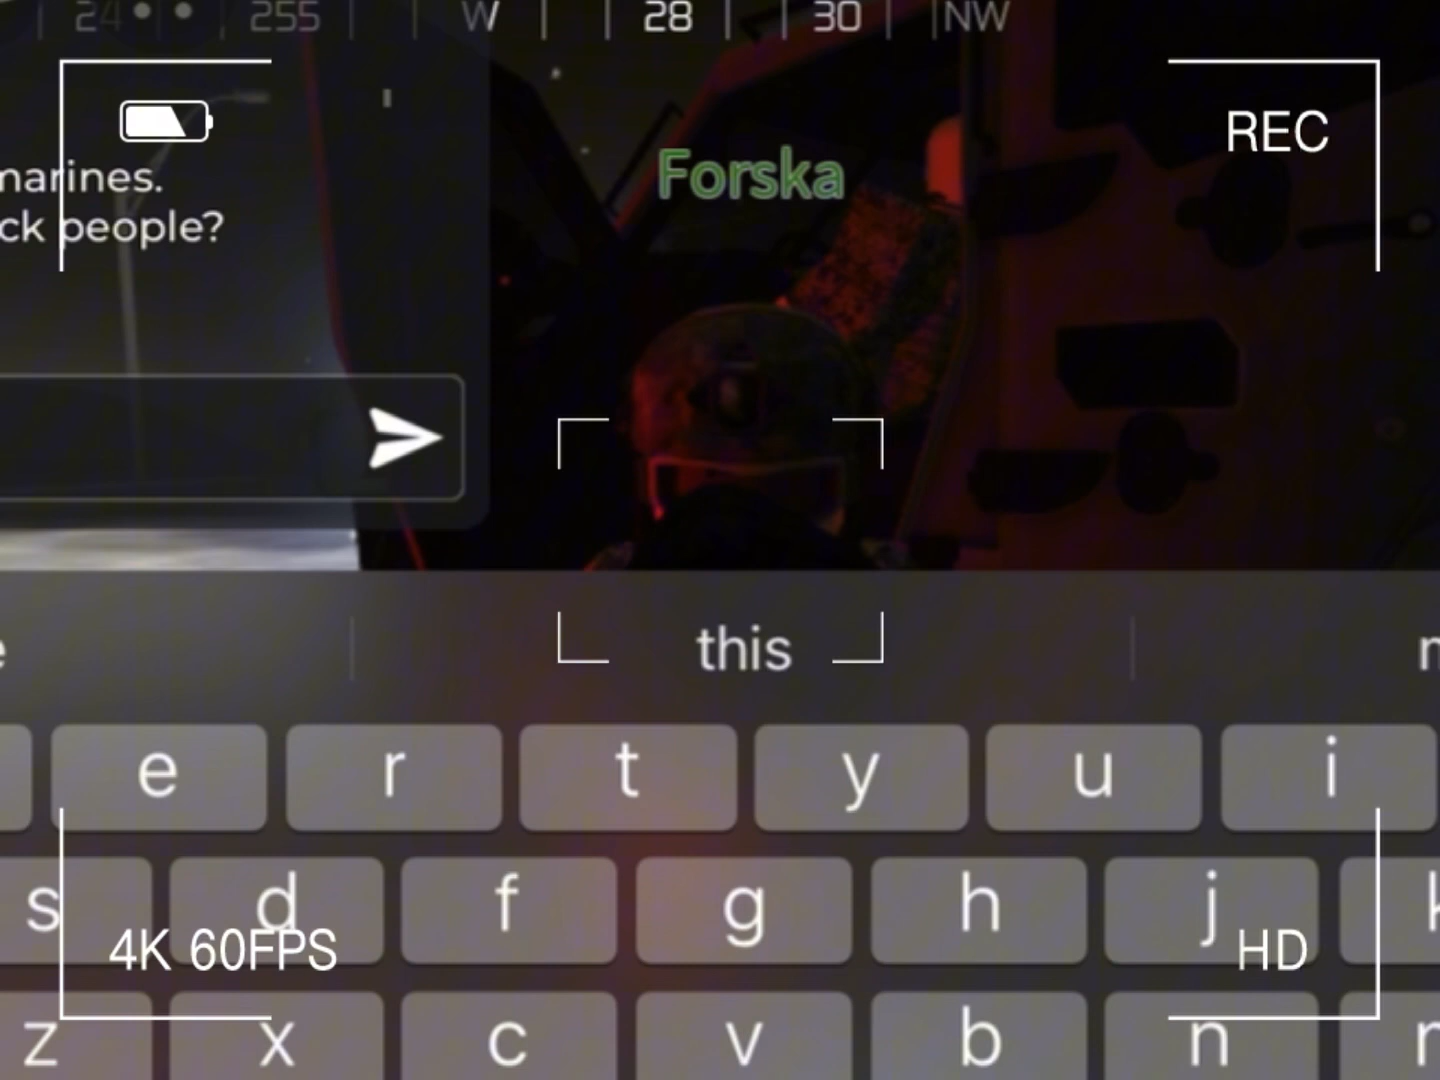 24 255 W 28 30 NW
REC
marines.
Forska
ck people?
this
e r t y u i
s d f g h j k
4K 60FPS
HD
z x c v b n